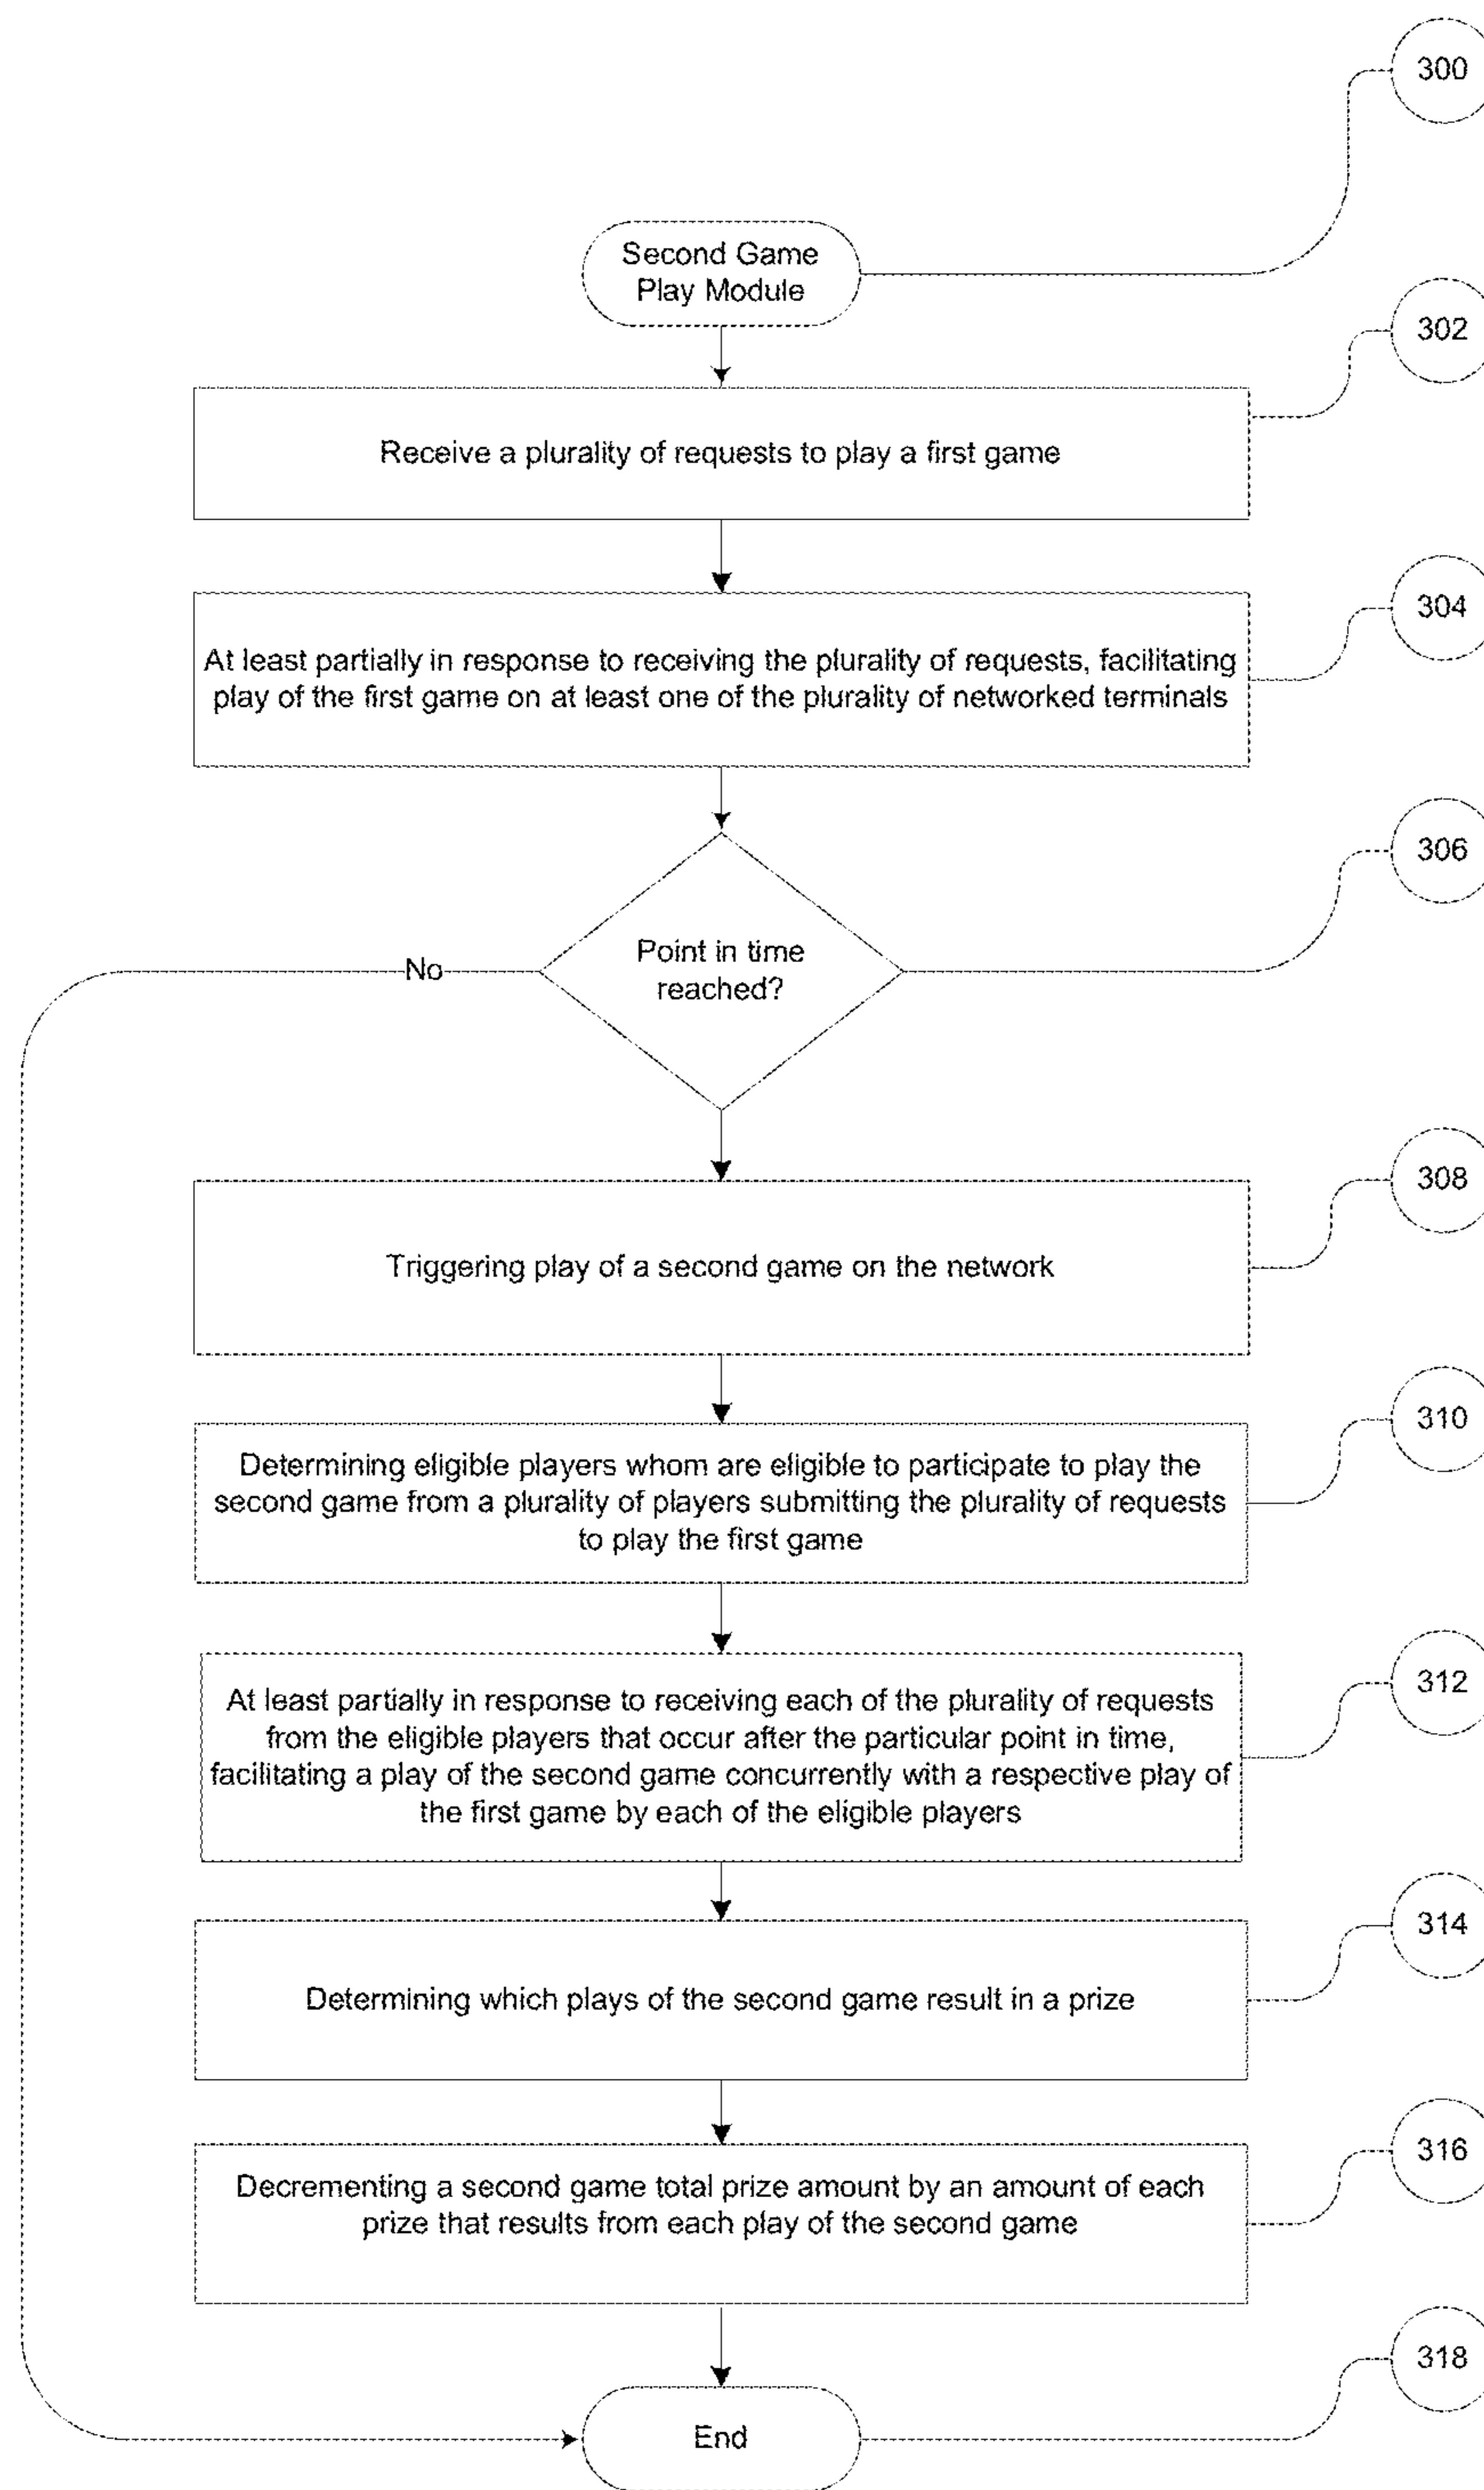 300
Second Game
Play Module
302
Receive a plurality of requests to play a first game
304
At least partially in response to receiving the plurality of requests, facilitating
play of the first game on at least one of the plurality of networked terminals
306
Point in time
reached?
No
308
Triggering play of a second game on the network
310
Determining eligible players whom are eligible to participate to play the
second game from a plurality of players submitting the plurality of requests
to play the first game
312
At least partially in response to receiving each of the plurality of requests
from the eligible players that occur after the particular point in time,
facilitating a play of the second game concurrently with a respective play of
the first game by each of the eligible players
314
Determining which plays of the second game result in a prize
316
Decrementing a second game total prize amount by an amount of each
prize that results from each play of the second game
318
End